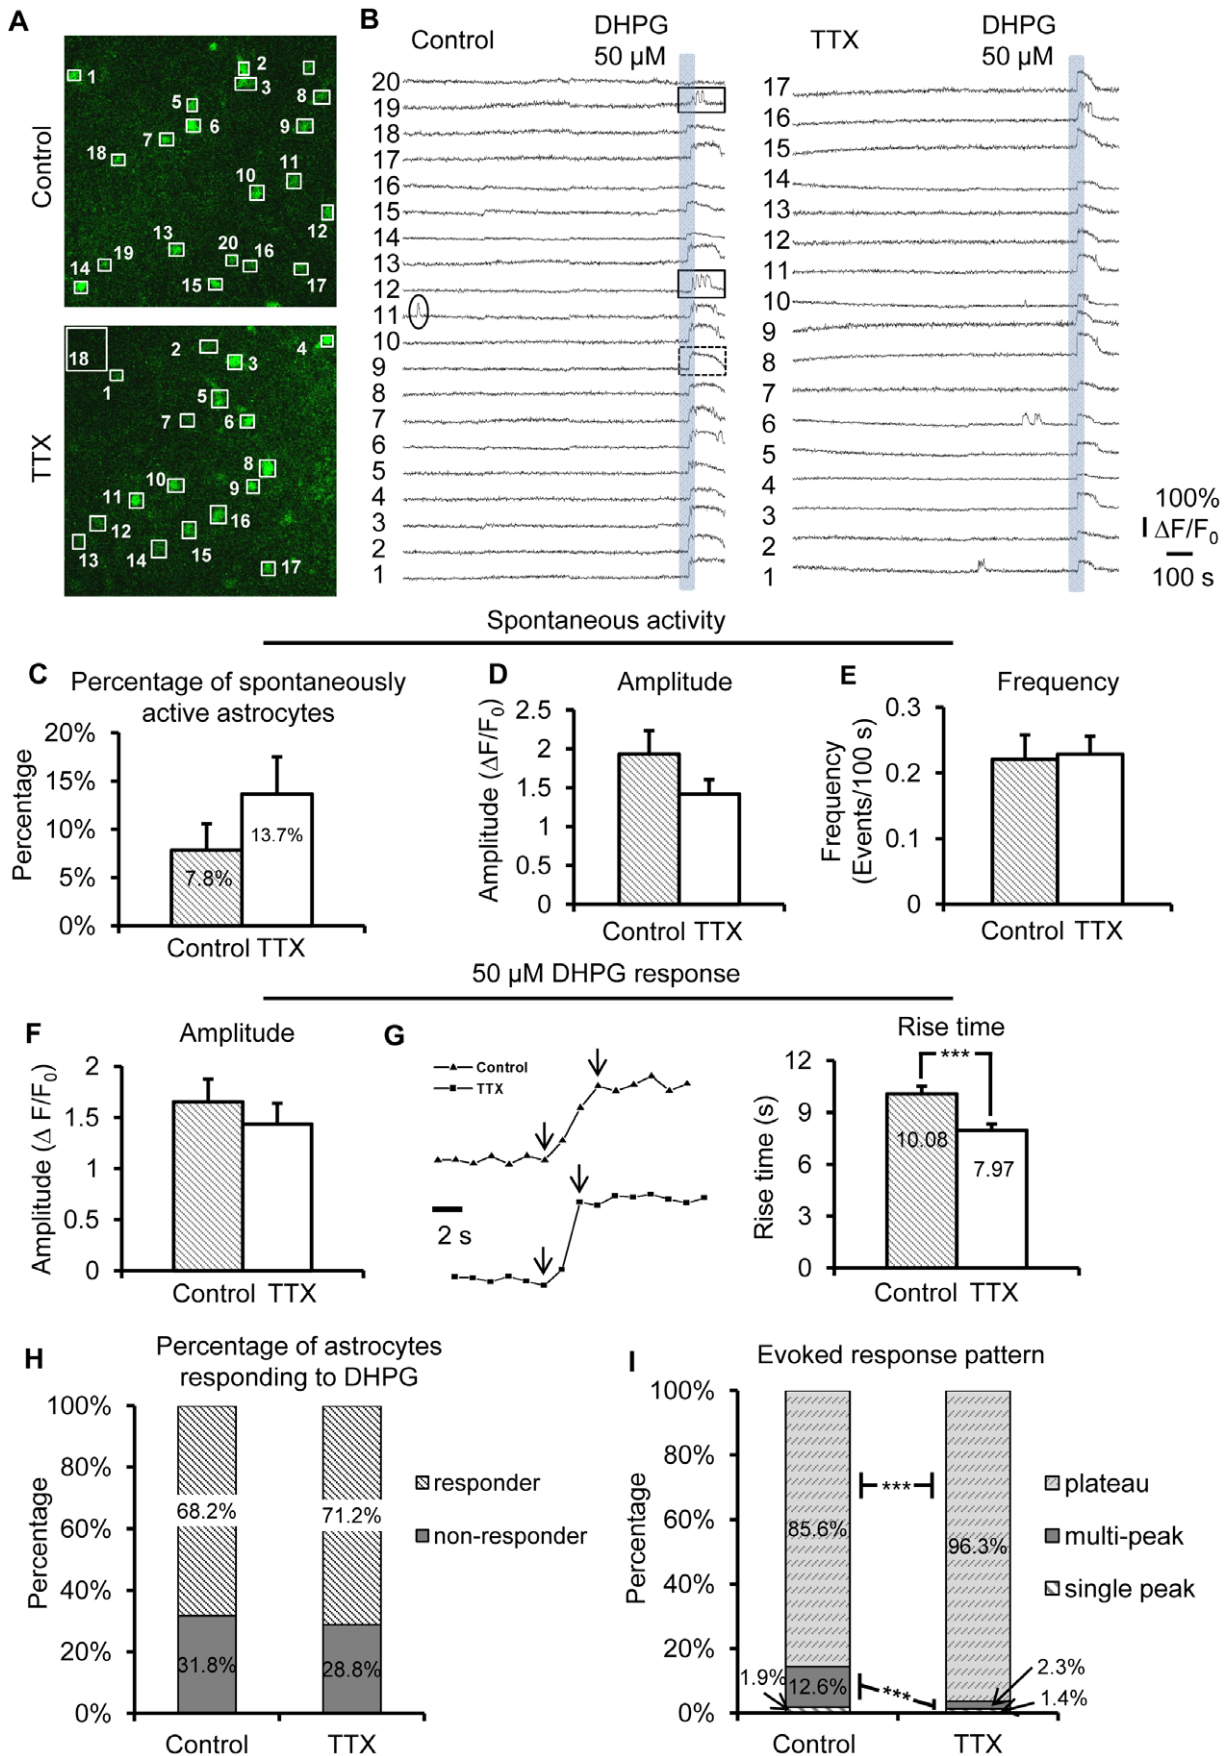 A
Control
1
2
3
5
8
6
9
7
18
11
10
12
13
20
16
19
14
15
17
TTX
18
2
3
4
1
5
7
6
8
10
9
11
12
16
13
14
15
17
B
Control
DHPG
50 µM
TTX
DHPG
50 µM
20
19
18
17
16
15
14
13
12
11
10
9
8
7
6
5
4
3
2
1
17
16
15
14
13
12
11
10
9
8
7
6
5
4
3
2
1
100%
ΔF/F0
100 s
Spontaneous activity
C
Percentage of spontaneously
active astrocytes
Percentage
20%
15%
10%
5%
0%
7.8%
13.7%
Control TTX
D
Amplitude
Amplitude (ΔF/F0)
2.5
2
1.5
1
0.5
0
Control TTX
E
Frequency
Frequency
(Events/100 s)
0.3
0.2
0.1
0
Control TTX
50 µM DHPG response
F
Amplitude
Amplitude (Δ F/F0)
2
1.5
1
0.5
0
Control TTX
G
Control
TTX
2 s
Rise time
Rise time (s)
12
9
6
3
0
***
10.08
7.97
Control TTX
H
Percentage of astrocytes
responding to DHPG
Percentage
100%
80%
60%
40%
20%
0%
68.2%
71.2%
31.8%
28.8%
responder
non-responder
Control TTX
I
Evoked response pattern
Percentage
100%
80%
60%
40%
20%
0%
***
85.6%
96.3%
1.9%
12.6%
***
2.3%
1.4%
plateau
multi-peak
single peak
Control TTX